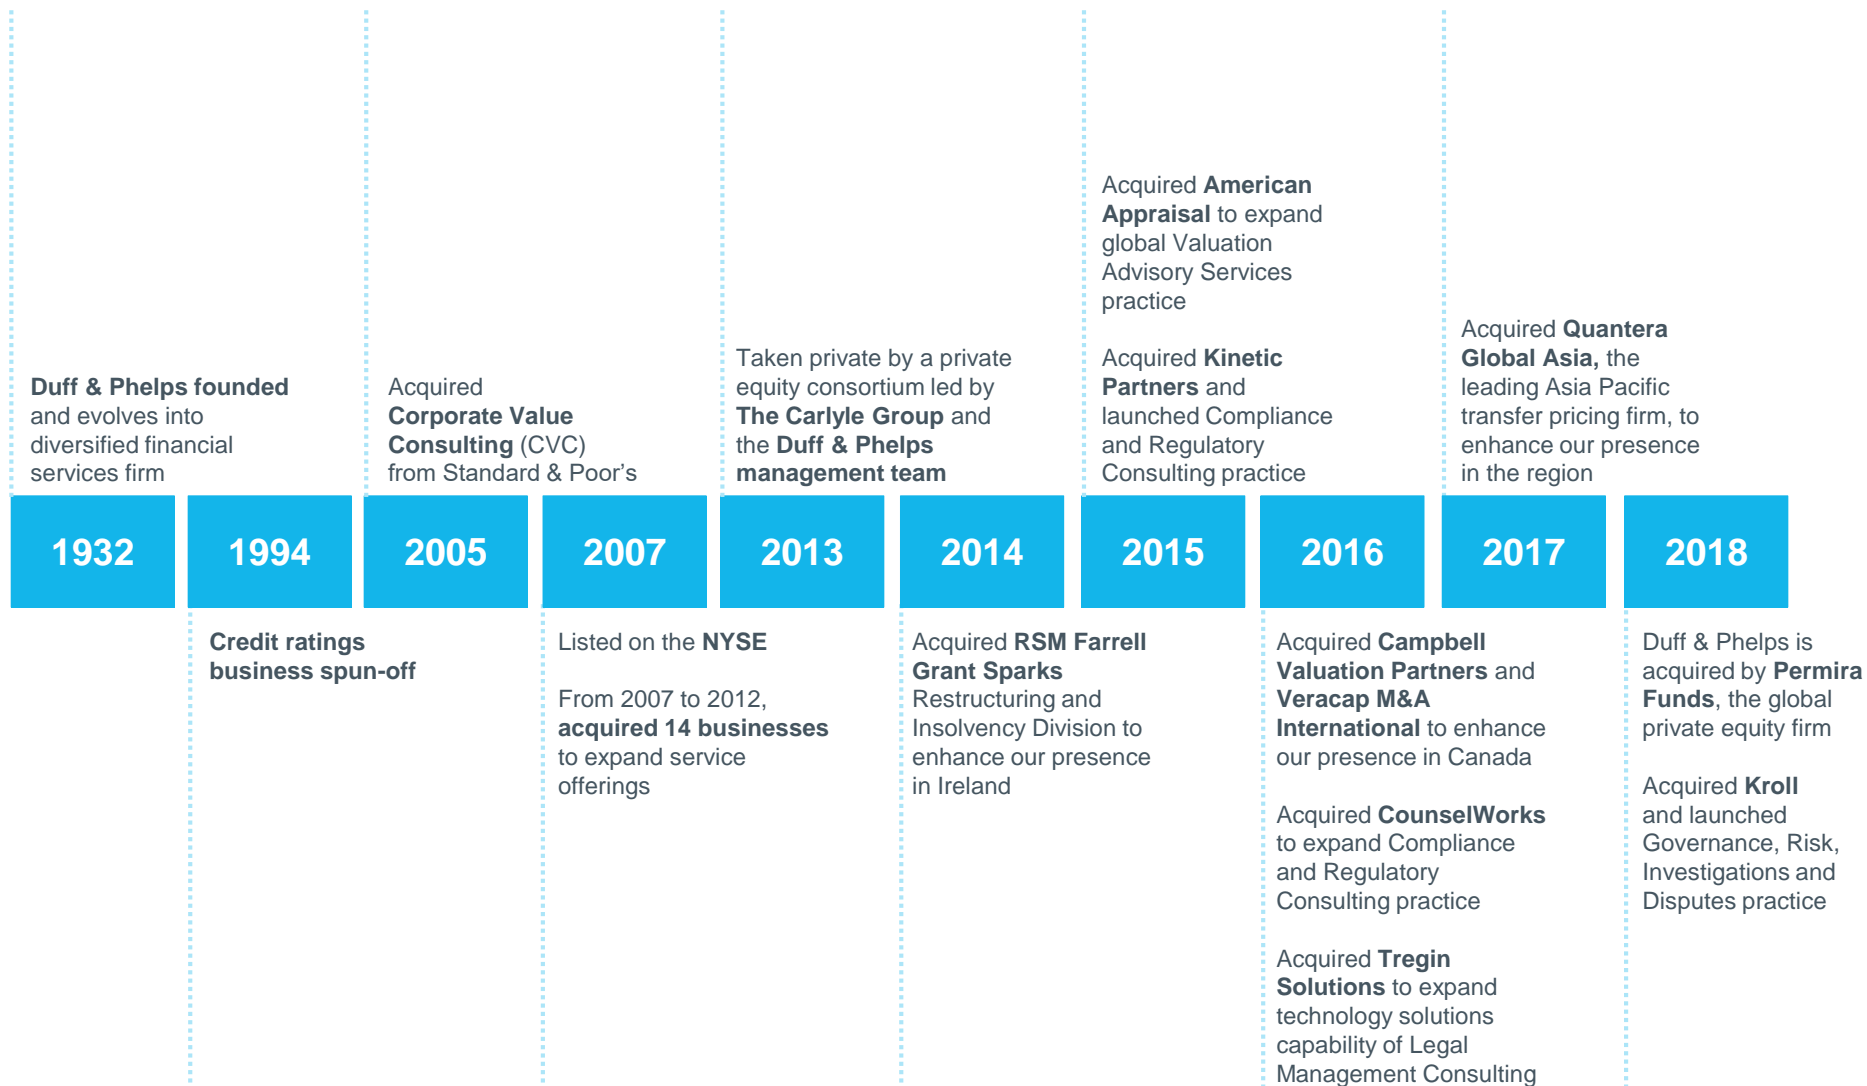 Duff & Phelps founded
and evolves into
diversified financial
services firm
Acquired
Corporate Value
Consulting (CVC)
from Standard & Poor’s
Taken private by a private
equity consortium led by
The Carlyle Group and
the Duff & Phelps
management team
Acquired American
Appraisal to expand
global Valuation
Advisory Services
practice
Acquired Kinetic
Partners and
launched Compliance
and Regulatory
Consulting practice
Acquired Quantera
Global Asia, the
leading Asia Pacific
transfer pricing firm, to
enhance our presence
in the region
1932
1994
2005
2007
2013
2014
2015
2016
2017
2018
Credit ratings
business spun-off
Listed on the NYSE
From 2007 to 2012,
acquired 14 businesses
to expand service
offerings
Acquired RSM Farrell
Grant Sparks
Restructuring and
Insolvency Division to
enhance our presence
in Ireland
Acquired Campbell
Valuation Partners and
Veracap M&A
International to enhance
our presence in Canada
Acquired CounselWorks
to expand Compliance
and Regulatory
Consulting practice
Acquired Tregin
Solutions to expand
technology solutions
capability of Legal
Management Consulting
Duff & Phelps is
acquired by Permira
Funds, the global
private equity firm
Acquired Kroll
and launched
Governance, Risk,
Investigations and
Disputes practice